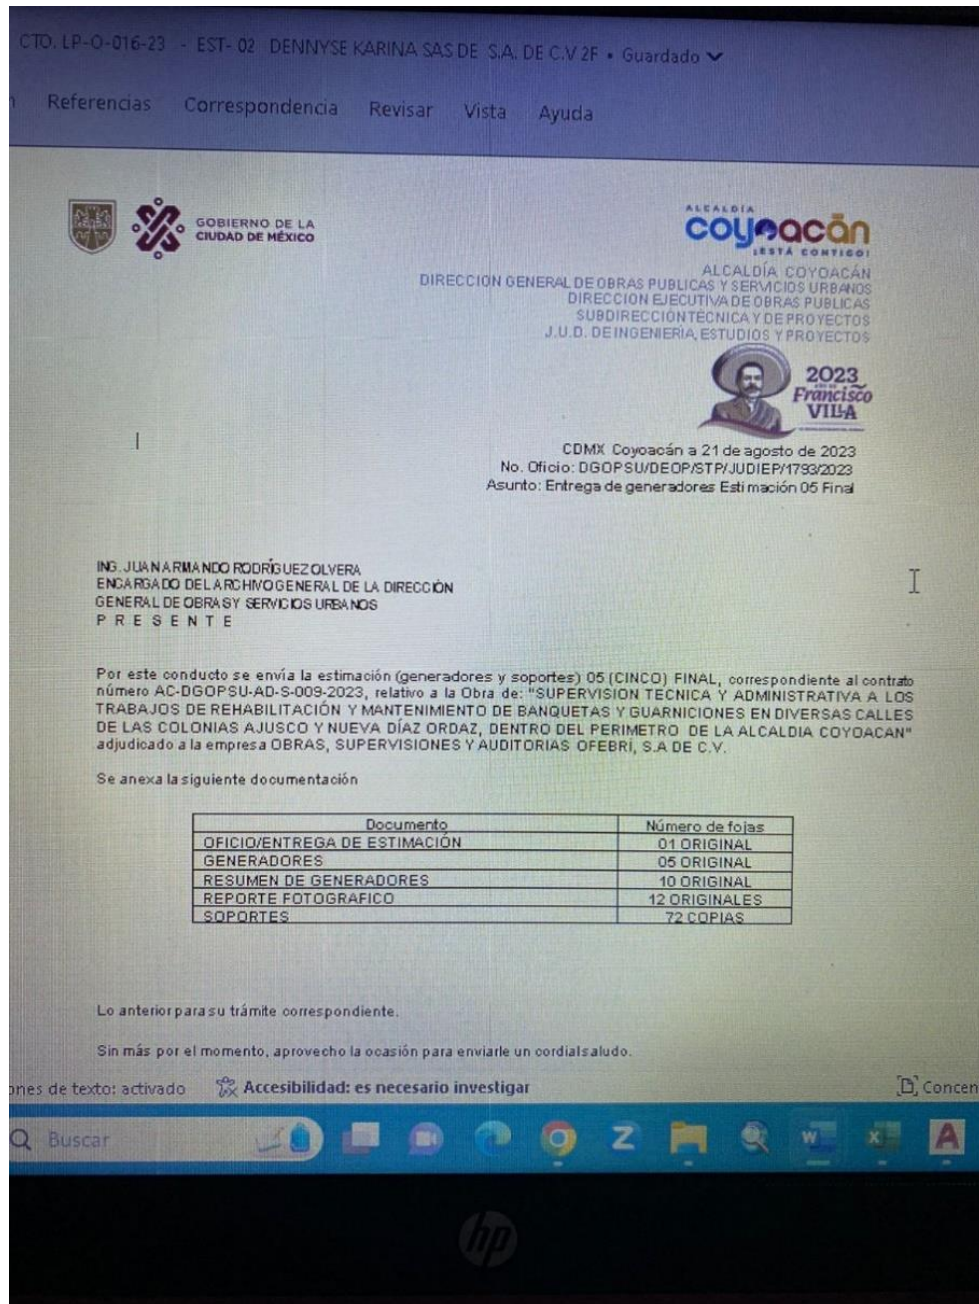 CTO. LP-O-016-23 - EST- 02 DENNYSE KARINA SAS DE S.A. DE C.V 2F • Guardado
Referencias Correspondencia Revisar Vista Ayuda
GOBIERNO DE LA
CIUDAD DE MÉXICO
ALCALDÍA
coyoacán
¡ESTÁ CONTIGO!
ALCALDÍA COYOACÁN
DIRECCION GENERAL DE OBRAS PUBLICAS Y SERVICIOS URBANOS
DIRECCION EJECUTIVA DE OBRAS PUBLICAS
SUBDIRECCIÓN TÉCNICA Y DE PROYECTOS
J.U.D. DE INGENIERÍA, ESTUDIOS Y PROYECTOS
2023
Francisco
VILLA
CDMX Coyoacán a 21 de agosto de 2023
No. Oficio: DGOPSU/DEOP/STP/JUDIEP/1793/2023
Asunto: Entrega de generadores Estimación 05 Final
ING. JUAN ARMANDO RODRÍGUEZ OLVERA
ENCARGADO DEL ARCHIVO GENERAL DE LA DIRECCIÓN
GENERAL DE OBRAS Y SERVICIOS URBANOS
P R E S E N T E
Por este conducto se envía la estimación (generadores y soportes) 05 (CINCO) FINAL, correspondiente al contrato
número AC-DGOPSU-AD-S-009-2023, relativo a la Obra de: "SUPERVISION TECNICA Y ADMINISTRATIVA A LOS
TRABAJOS DE REHABILITACIÓN Y MANTENIMIENTO DE BANQUETAS Y GUARNICIONES EN DIVERSAS CALLES
DE LAS COLONIAS AJUSCO Y NUEVA DÍAZ ORDAZ, DENTRO DEL PERIMETRO DE LA ALCALDIA COYOACAN"
adjudicado a la empresa OBRAS, SUPERVISIONES Y AUDITORIAS OFEBRI, S.A DE C.V.
Se anexa la siguiente documentación
Documento Número de fojas
OFICIO/ENTREGA DE ESTIMACIÓN 01 ORIGINAL
GENERADORES 05 ORIGINAL
RESUMEN DE GENERADORES 10 ORIGINAL
REPORTE FOTOGRAFICO 12 ORIGINALES
SOPORTES 72 COPIAS
Lo anterior para su trámite correspondiente.
Sin más por el momento, aprovecho la ocasión para enviarle un cordial saludo.
ones de texto: activado Accesibilidad: es necesario investigar Concen
Buscar
hp